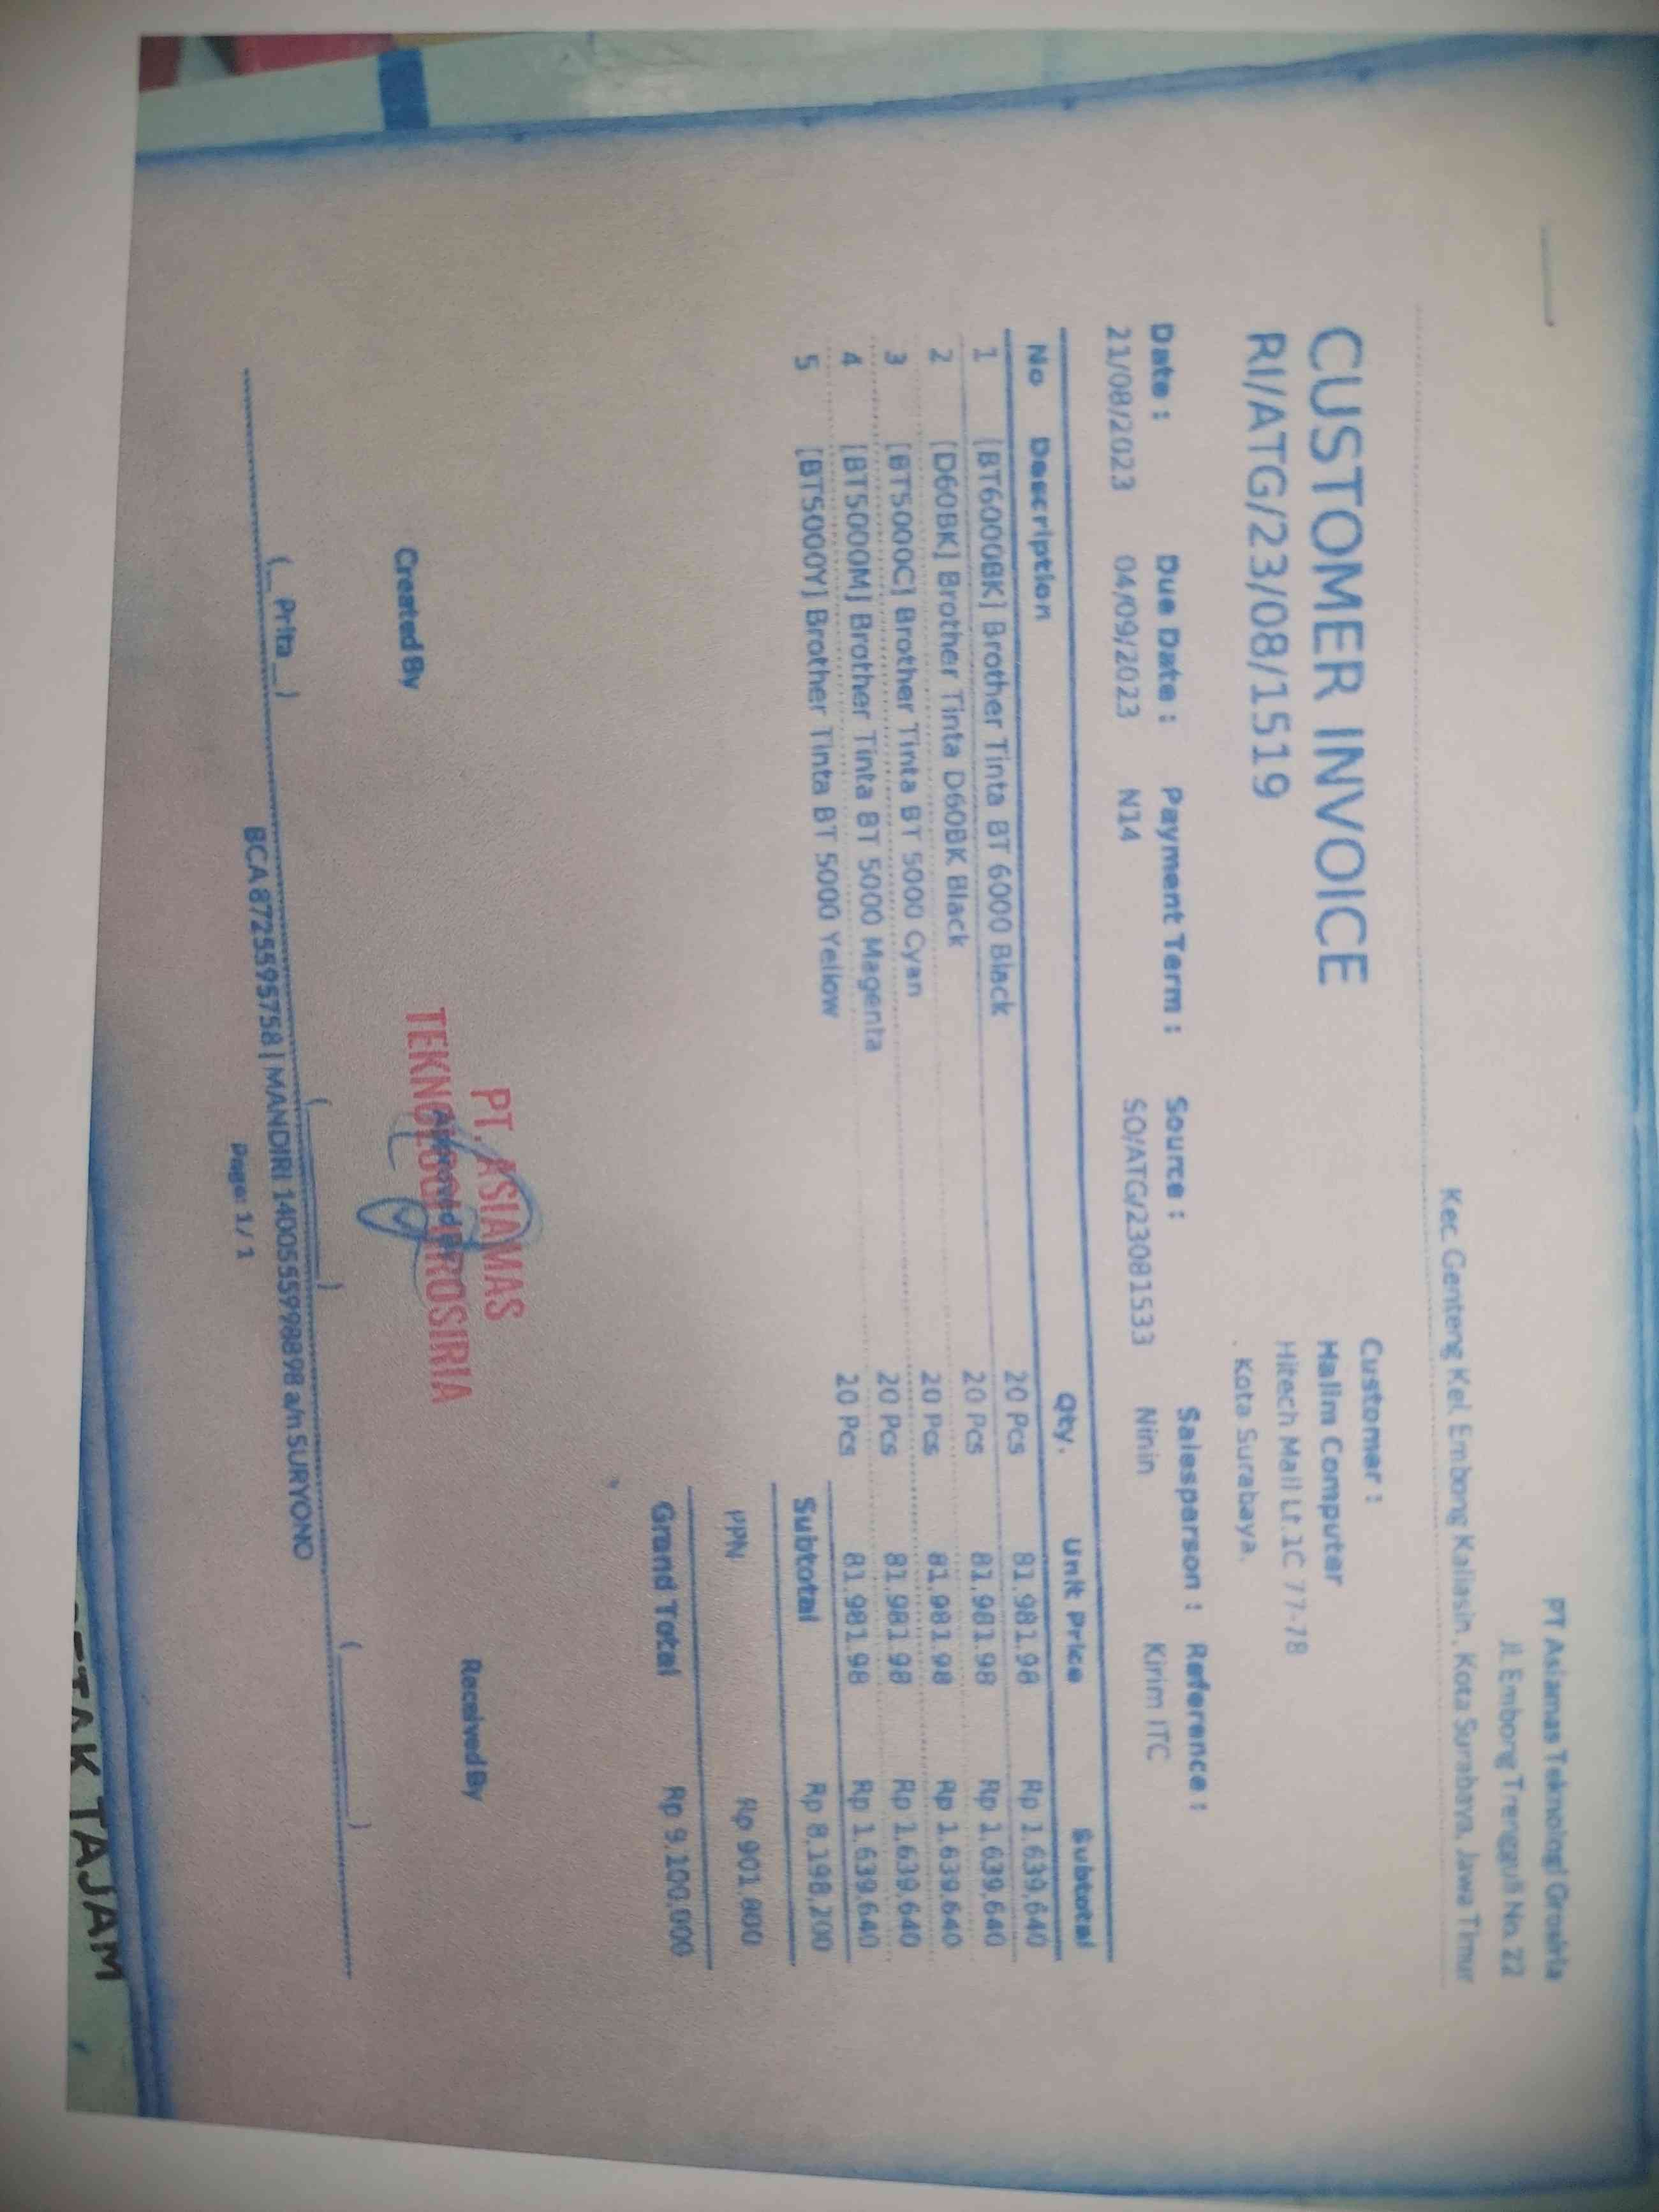 PT Asiamas Teknologi Grosiria
Jl. Embong Trengguli No. 22
Kec. Genteng Kel. Embong Kaliasin, Kota Surabaya, Jawa Timur
CUSTOMER INVOICE
RI/ATG/23/08/1519
Customer :
Halim Computer
Hitech Mall Lt.1C 77-78
. Kota Surabaya,
Date : Due Date : Payment Term : Source : Salesperson : Reference :
21/08/2023 04/09/2023 N14 SO/ATG/23081533 Ninin Kirim ITC
No Description Qty. Unit Price Subtotal
1 [BT6000BK] Brother Tinta BT 6000 Black 20 Pcs 81.981.98 Rp 1.639.640
2 [D60BK] Brother Tinta D60BK Black 20 Pcs 81.981.98 Rp 1.639.640
3 [BT5000C] Brother Tinta BT 5000 Cyan 20 Pcs 81.981.98 Rp 1.639.640
4 [BT5000M] Brother Tinta BT 5000 Magenta 20 Pcs 81.981.98 Rp 1.639.640
5 [BT5000Y] Brother Tinta BT 5000 Yellow 20 Pcs 81.981.98 Rp 1.639.640
Subtotal Rp 8.198.200
PPN Rp 901.800
Grand Total Rp 9.100.000
Created By Received By
PT. ASIAMAS
TEKNOLOGI GROSIRIA
(__ Prita __) (________) (________)
BCA 8725595758 | MANDIRI 1400555998898 a/n SURYONO
Page: 1 / 1
TAJAM